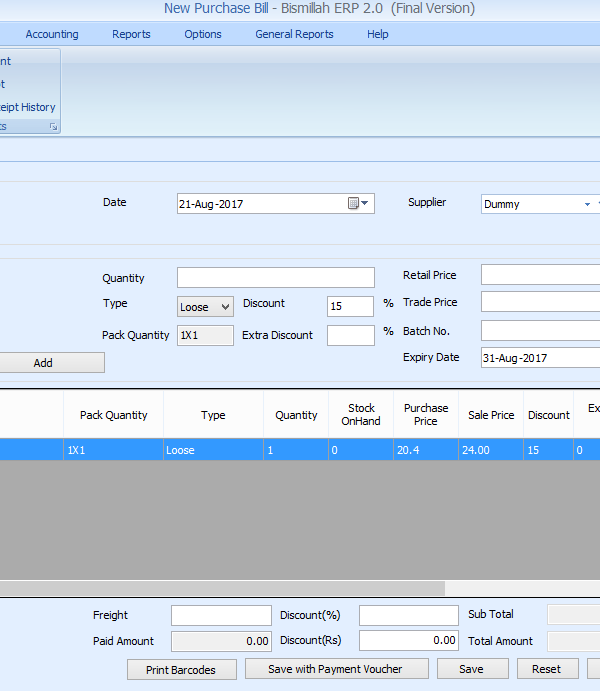 New Purchase Bill - Bismillah ERP 2.0 (Final Version)
Accounting Reports Options General Reports Help
nt
t
eipt History
ts
Date 21-Aug-2017 Supplier Dummy
Quantity Retail Price
Type Loose Discount 15 % Trade Price
Pack Quantity 1X1 Extra Discount % Batch No.
Add Expiry Date 31-Aug-2017
Pack Quantity Type Quantity Stock OnHand Purchase Price Sale Price Discount Ex
1X1 Loose 1 0 20.4 24.00 15 0
Freight Discount(%) Sub Total
Paid Amount 0.00 Discount(Rs) 0.00 Total Amount
Print Barcodes Save with Payment Voucher Save Reset